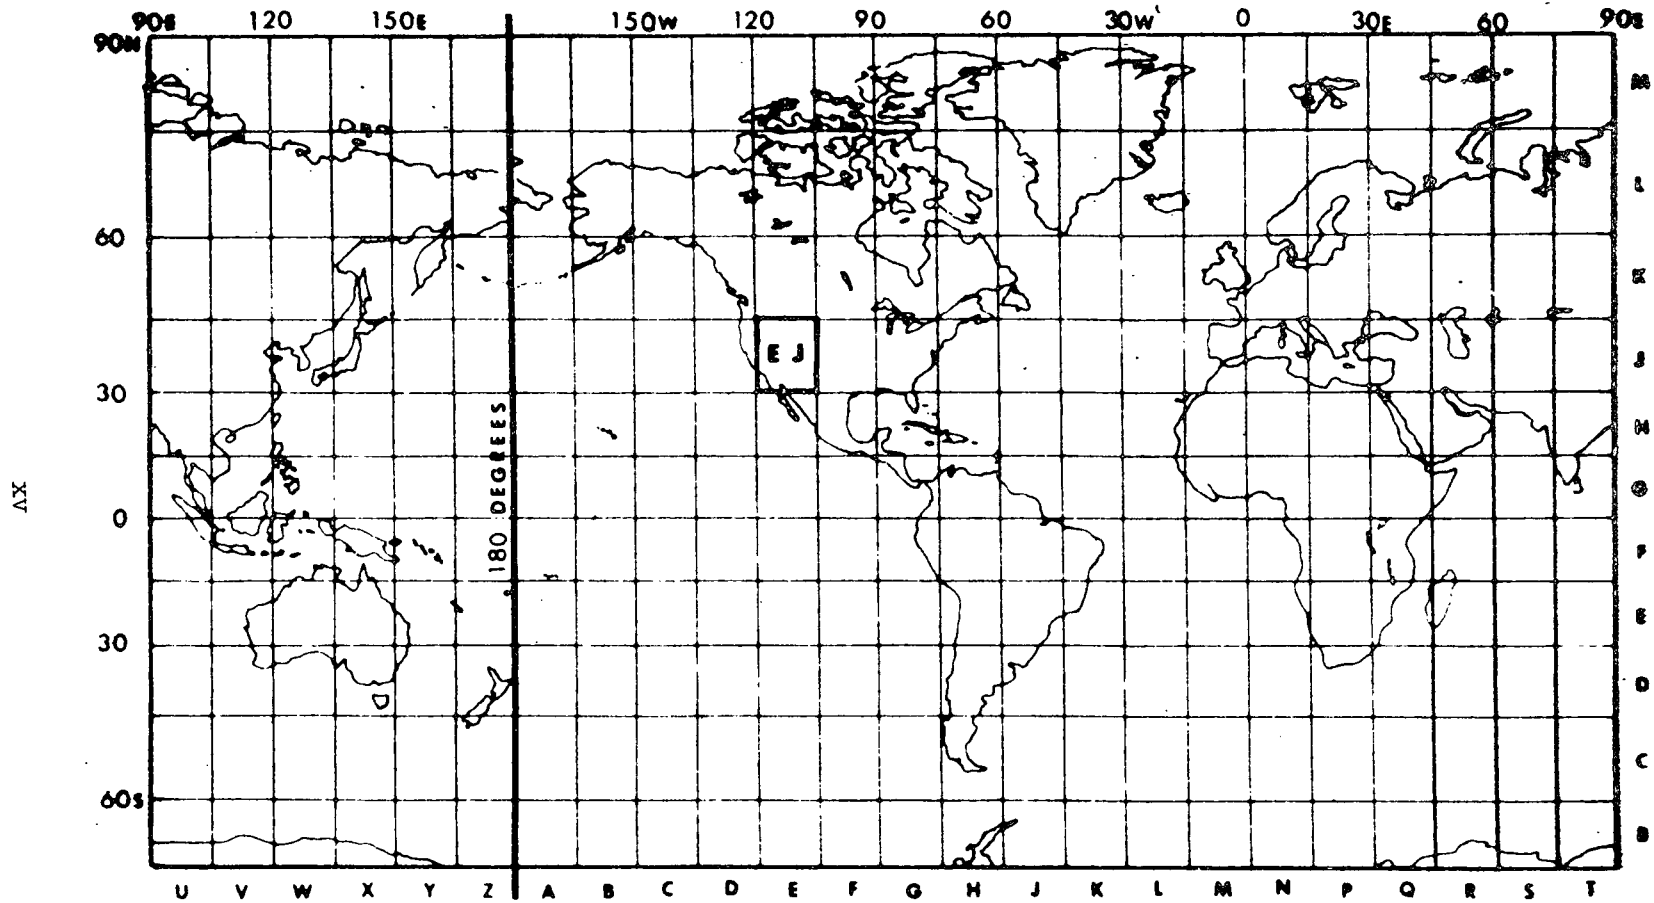 90E 120 150E 150W 120 90 60 30W 0 30E 60 90E
90N
M
L
60
K
E J
J
30
H
G
XV
0
180 DEGREES
F
E
30
D
C
60S
B
U V W X Y Z A B C D E F G H J K L M N P Q R S T